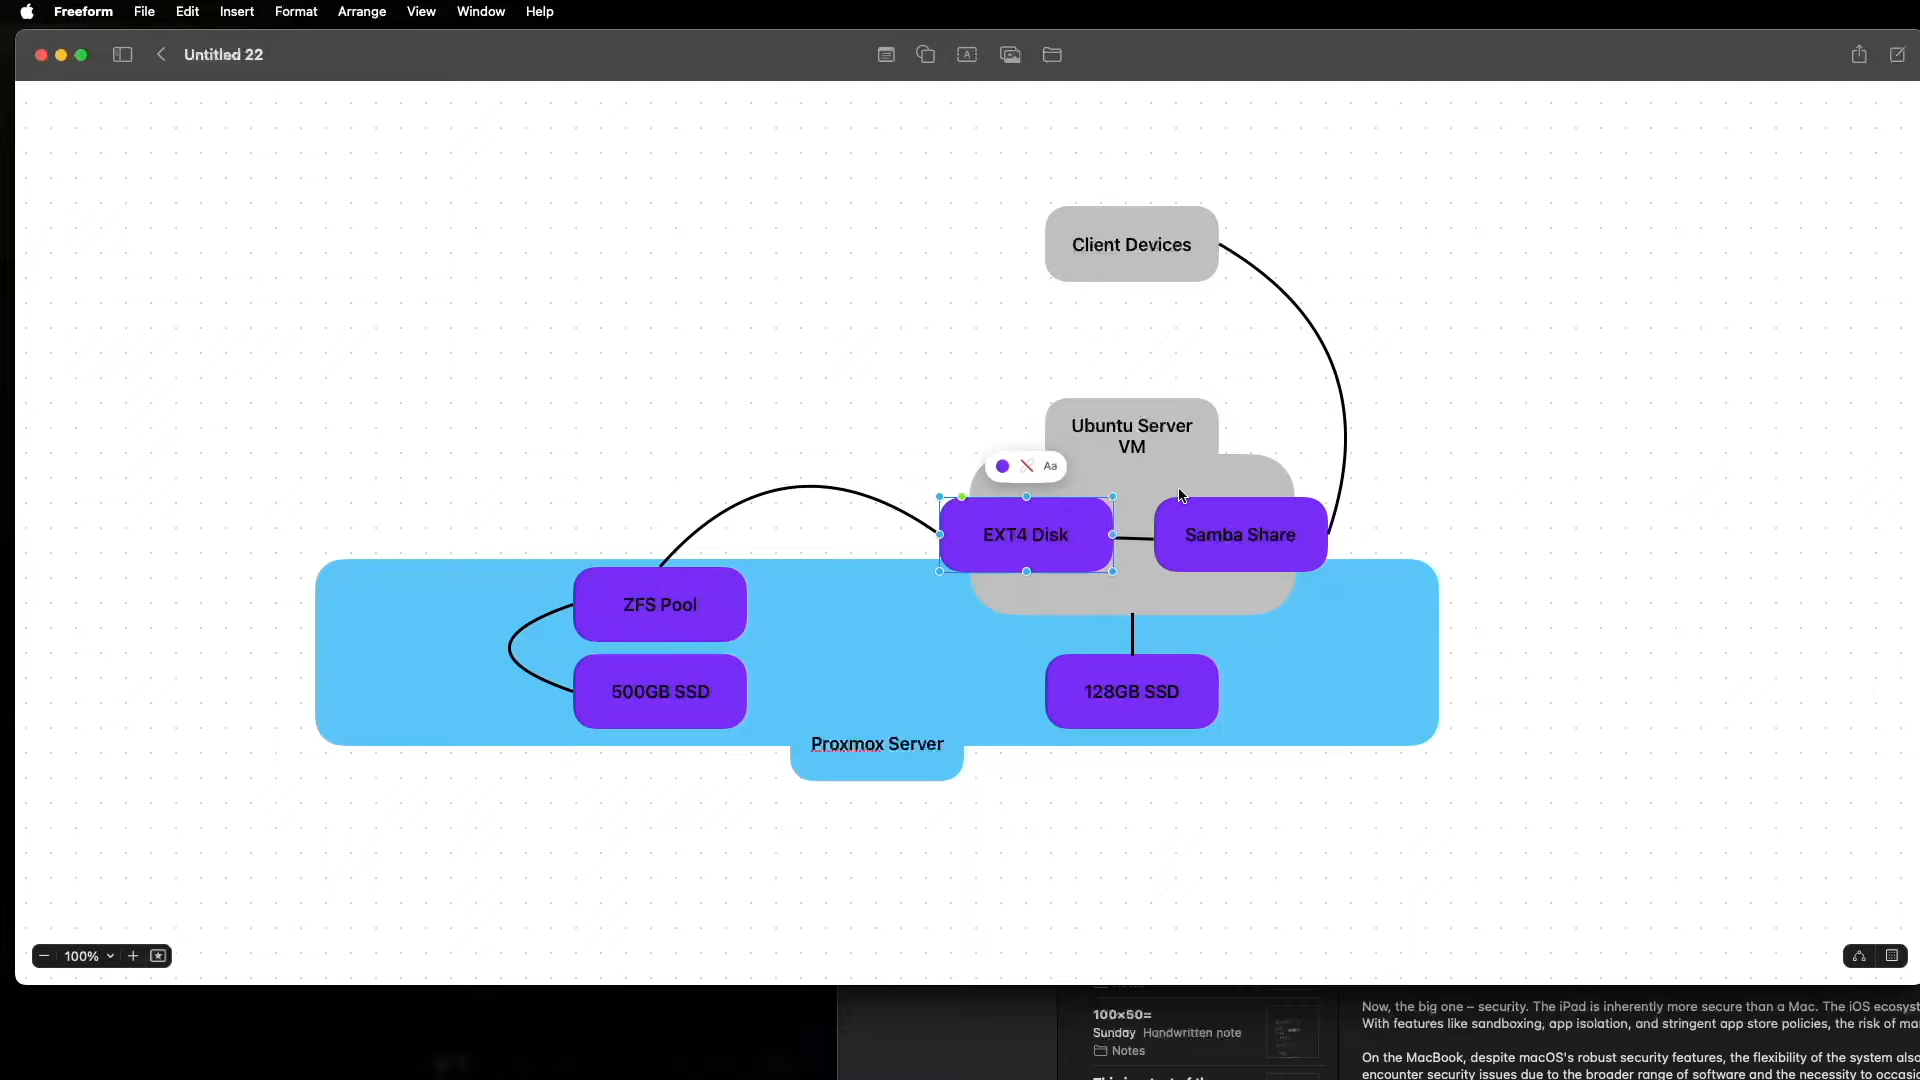 Freeform File Edit Insert Format Arrange View Window Help
Untitled 22
Client Devices
Ubuntu Server
VM
Aa
EXT4 Disk
Samba Share
ZFS Pool
500GB SSD
128GB SSD
Proxmox Server
100%
100×50=
Sunday Handwritten note
Notes
Now, the big one – security. The iPad is inherently more secure than a Mac. The iOS ecosyst
With features like sandboxing, app isolation, and stringent app store policies, the risk of ma
On the MacBook, despite macOS's robust security features, the flexibility of the system also
encounter security issues due to the broader range of software and the necessity to occasio